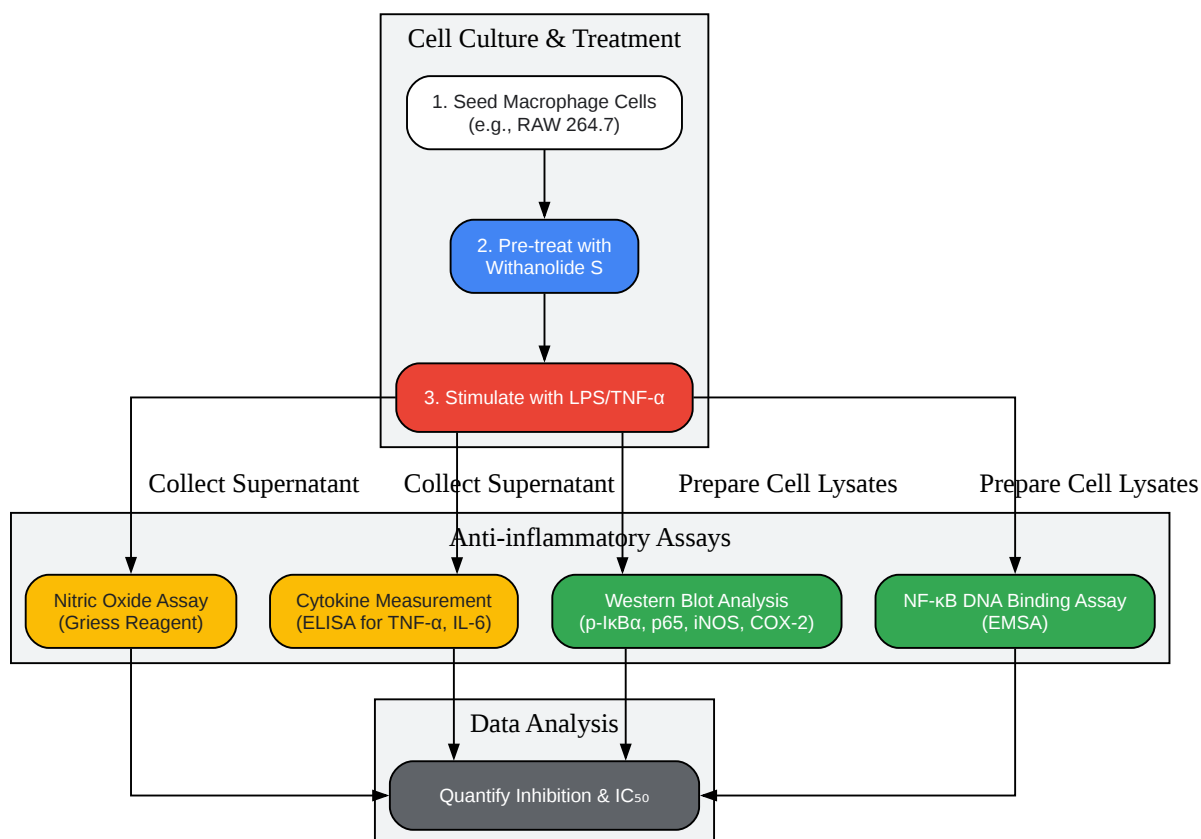 Cell Culture & Treatment
1. Seed Macrophage Cells
(e.g., RAW 264.7)
2. Pre-treat with
Withanolide S
3. Stimulate with LPS/TNF-α
Collect Supernatant
Collect Supernatant
Prepare Cell Lysates
Prepare Cell Lysates
Anti-inflammatory Assays
Nitric Oxide Assay
(Griess Reagent)
Cytokine Measurement
(ELISA for TNF-α, IL-6)
Western Blot Analysis
(p-IκBα, p65, iNOS, COX-2)
NF-κB DNA Binding Assay
(EMSA)
Data Analysis
Quantify Inhibition & IC₅₀